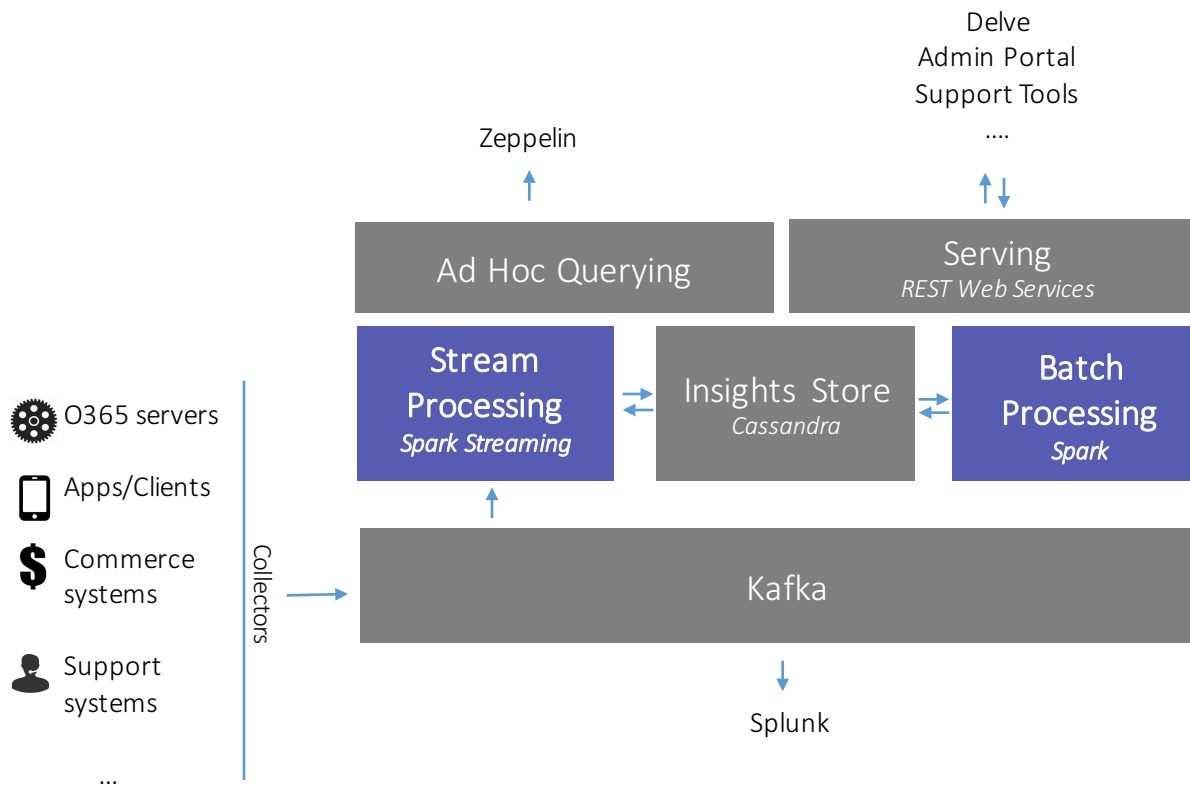 Delve
Admin Portal
Support Tools
....
Zeppelin
Ad Hoc Querying
Serving
REST Web Services
Stream
Processing
Spark Streaming
Insights Store
Cassandra
Batch
Processing
Spark
O365 servers
Apps/Clients
Commerce
systems
Support
systems
...
Collectors
Kafka
Splunk